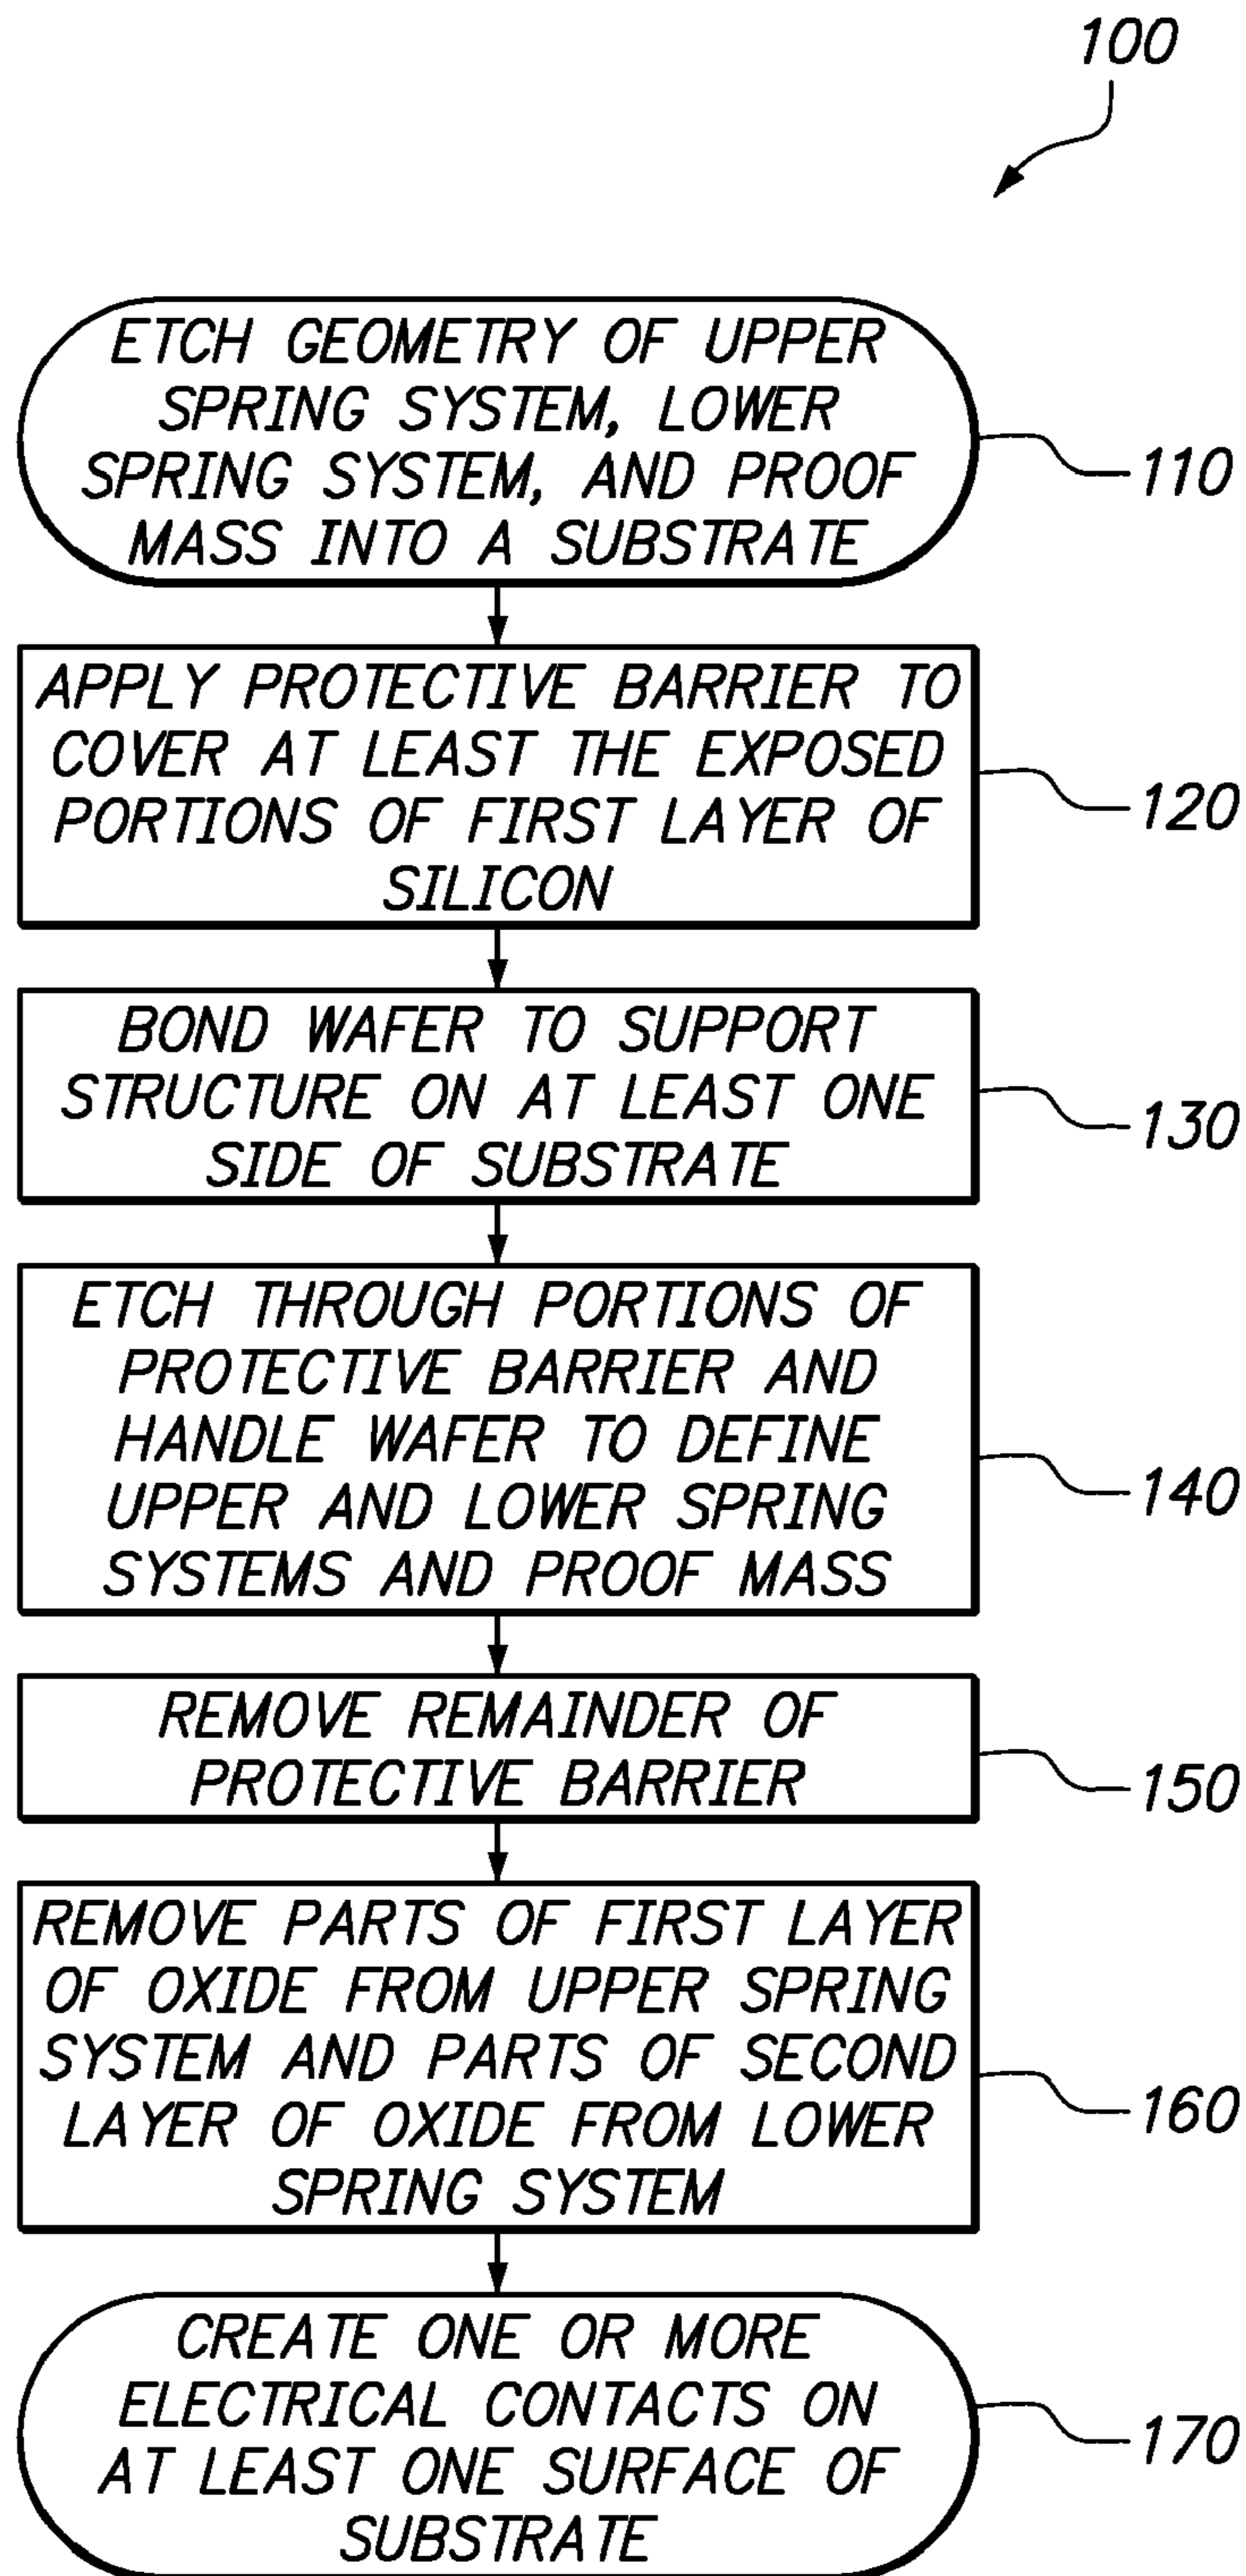 100
ETCH GEOMETRY OF UPPER
SPRING SYSTEM, LOWER
SPRING SYSTEM, AND PROOF
MASS INTO A SUBSTRATE
110
APPLY PROTECTIVE BARRIER TO
COVER AT LEAST THE EXPOSED
PORTIONS OF FIRST LAYER OF
SILICON
120
BOND WAFER TO SUPPORT
STRUCTURE ON AT LEAST ONE
SIDE OF SUBSTRATE
130
ETCH THROUGH PORTIONS OF
PROTECTIVE BARRIER AND
HANDLE WAFER TO DEFINE
UPPER AND LOWER SPRING
SYSTEMS AND PROOF MASS
140
REMOVE REMAINDER OF
PROTECTIVE BARRIER
150
REMOVE PARTS OF FIRST LAYER
OF OXIDE FROM UPPER SPRING
SYSTEM AND PARTS OF SECOND
LAYER OF OXIDE FROM LOWER
SPRING SYSTEM
160
CREATE ONE OR MORE
ELECTRICAL CONTACTS ON
AT LEAST ONE SURFACE OF
SUBSTRATE
170